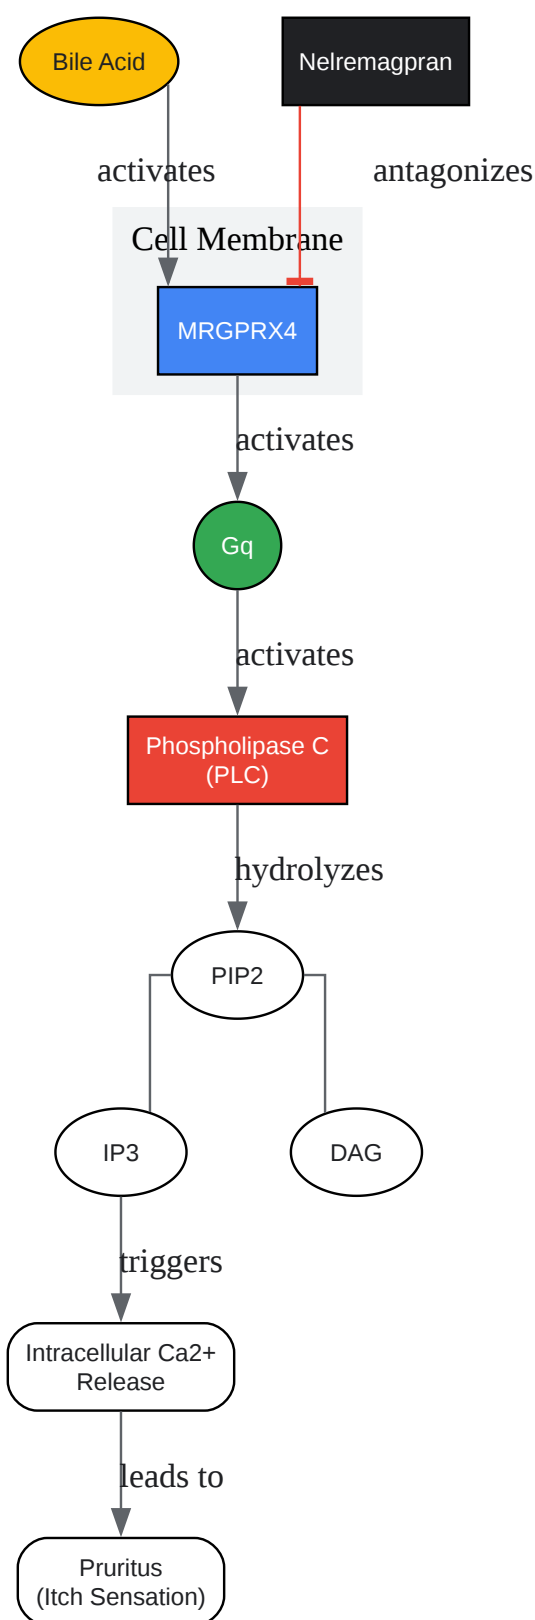 Bile Acid
Nelremagpran
activates
antagonizes
Cell Membrane
MRGPRX4
activates
Gq
activates
Phospholipase C
(PLC)
hydrolyzes
PIP2
IP3
DAG
triggers
Intracellular Ca2+
Release
leads to
Pruritus
(Itch Sensation)